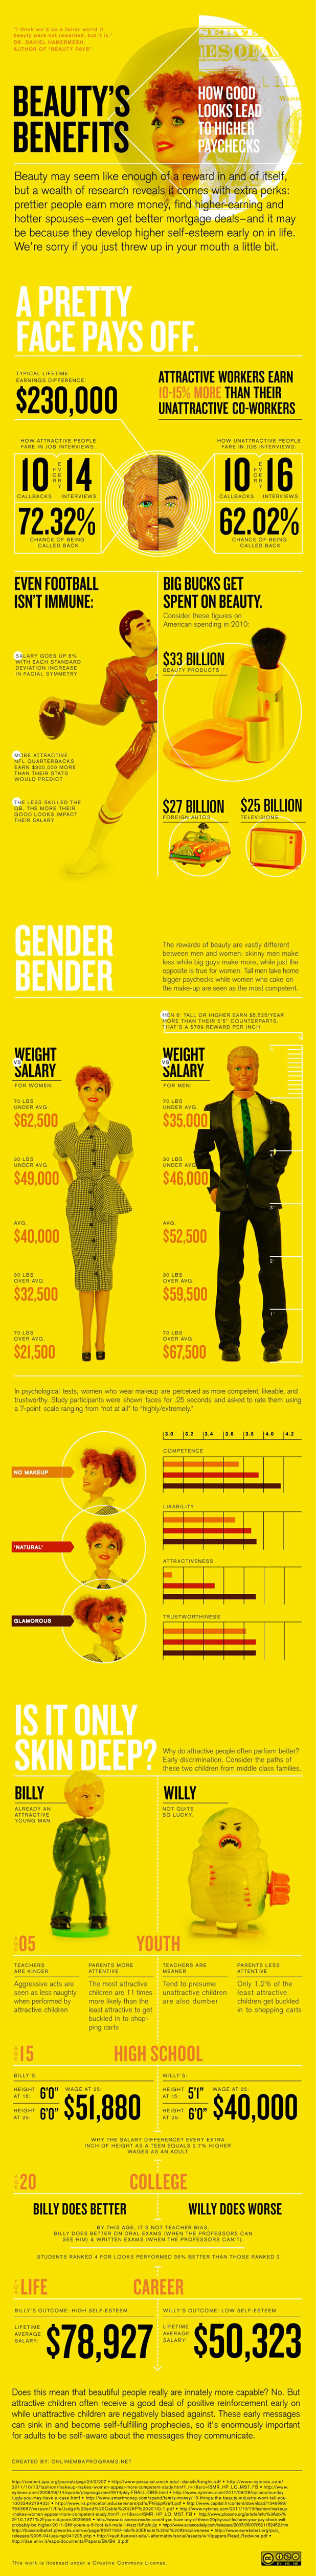 "I think we'd be a fairer world if
beauty were not rewarded, but it is."
DR. DANIEL HAMERMESH,
AUTHOR OF "BEAUTY PAYS"
BEAUTY'S
BENEFITS
HOW GOOD
LOOKS LEAD
TO HIGHER
PAYCHECKS
Beauty may seem like enough of a reward in and of itself,
but a wealth of research reveals it comes with extra perks:
prettier people earn more money, find higher-earning and
hotter spouses–even get better mortgage deals–and it may
be because they develop higher self-esteem early on in life.
We're sorry if you just threw up in your mouth a little bit.
A PRETTY
FACE PAYS OFF.
TYPICAL LIFETIME
EARNINGS DIFFERENCE:
$230,000
ATTRACTIVE WORKERS EARN
10-15% MORE THAN THEIR
UNATTRACTIVE CO-WORKERS
HOW ATTRACTIVE PEOPLE
FARE IN JOB INTERVIEWS:
10 FOR EVERY 14
CALLBACKS INTERVIEWS
72.32%
CHANCE OF BEING
CALLED BACK
HOW UNATTRACTIVE PEOPLE
FARE IN JOB INTERVIEWS:
10 FOR EVERY 16
CALLBACKS INTERVIEWS
62.02%
CHANCE OF BEING
CALLED BACK
EVEN FOOTBALL
ISN'T IMMUNE:
SALARY GOES UP 8%
WITH EACH STANDARD
DEVIATION INCREASE
IN FACIAL SYMMETRY
MORE ATTRACTIVE
NFL QUARTERBACKS
EARN $300,000 MORE
THAN THEIR STATS
WOULD PREDICT
THE LESS SKILLED THE
QB, THE MORE THEIR
GOOD LOOKS IMPACT
THEIR SALARY
BIG BUCKS GET
SPENT ON BEAUTY.
Consider these figures on
American spending in 2010:
$33 BILLION
BEAUTY PRODUCTS
$27 BILLION
FOREIGN AUTOS
$25 BILLION
TELEVISIONS
GENDER
BENDER
The rewards of beauty are vastly different
between men and women: skinny men make
less while big guys make more, while just the
opposite is true for women. Tall men take home
bigger paychecks while women who cake on
the make-up are seen as the most competent.
MEN 6' TALL OR HIGHER EARN $5,525/YEAR
MORE THAN THEIR 5'5" COUNTERPARTS.
THAT'S A $789 REWARD PER INCH
WEIGHT
VS
SALARY
FOR WOMEN:
70 LBS
UNDER AVG.
$62,500
30 LBS
UNDER AVG.
$49,000
AVG.
$40,000
30 LBS
OVER AVG.
$32,500
70 LBS
OVER AVG.
$21,500
WEIGHT
VS
SALARY
FOR MEN:
70 LBS
UNDER AVG.
$35,000
30 LBS
UNDER AVG.
$46,000
AVG.
$52,500
30 LBS
OVER AVG.
$59,500
70 LBS
OVER AVG.
$67,500
In psychological tests, women who wear makeup are perceived as more competent, likeable, and
trustworthy. Study participants were shown faces for .25 seconds and asked to rate them using
a 7-point scale ranging from "not at all" to "highly/extremely."
3.0 3.2 3.4 3.6 3.8 4.0 4.2
COMPETENCE
NO MAKEUP
LIKABILITY
'NATURAL'
ATTRACTIVENESS
GLAMOROUS
TRUSTWORTHINESS
IS IT ONLY
SKIN DEEP?
Why do attractive people often perform better?
Early discrimination. Consider the paths of
these two children from middle class families.
BILLY
ALREADY AN
ATTRACTIVE
YOUNG MAN.
WILLY
NOT QUITE
SO LUCKY.
AGE 05 YOUTH
TEACHERS
ARE KINDER
Aggressive acts are
seen as less naughty
when performed by
attractive children
PARENTS MORE
ATTENTIVE
The most attractive
children are 11 times
more likely than the
least attractive to get
buckled in to shop-
ping carts
TEACHERS ARE
MEANER
Tend to presume
unattractive children
are also dumber
PARENTS LESS
ATTENTIVE
Only 1.2% of the
least attractive
children get buckled
in to shopping carts
AGE 15 HIGH SCHOOL
BILLY'S:
HEIGHT
AT 15: 6'0"
HEIGHT
AT 25: 6'0"
WAGE AT 25:
$51,880
WILLY'S:
HEIGHT
AT 15: 5'1"
HEIGHT
AT 25: 6'0"
WAGE AT 25:
$40,000
WHY THE SALARY DIFFERENCE? EVERY EXTRA
INCH OF HEIGHT AS A TEEN EQUALS 2.7% HIGHER
WAGES AS AN ADULT
AGE 20 COLLEGE
BILLY DOES BETTER
WILLY DOES WORSE
BY THIS AGE, IT'S NOT TEACHER BIAS.
BILLY DOES BETTER ON ORAL EXAMS (WHEN THE PROFESSORS CAN
SEE HIM) & WRITTEN EXAMS (WHEN THE PROFESSORS CAN'T).
STUDENTS RANKED 4 FOR LOOKS PERFORMED 36% BETTER THAN THOSE RANKED 2
LIFE CAREER
BILLY'S OUTCOME: HIGH SELF-ESTEEM
LIFETIME
AVERAGE
SALARY:
$78,927
WILLY'S OUTCOME: LOW SELF-ESTEEM
LIFETIME
AVERAGE
SALARY:
$50,323
Does this mean that beautiful people really are innately more capable? No. But
attractive children often receive a good deal of positive reinforcement early on
while unattractive children are negatively biased against. These early messages
can sink in and become self-fulfilling prophecies, so it's enormously important
for adults to be self-aware about the messages they communicate.
CREATED BY: ONLINEMBAPROGRAMS.NET
This work is licensed under a Creative Commons License.